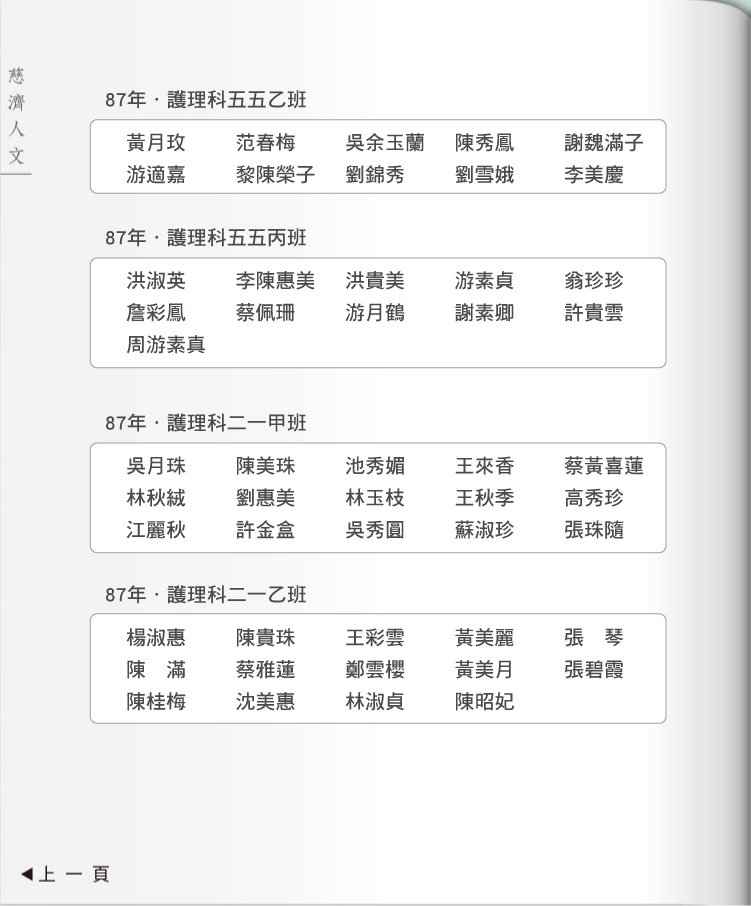 慈濟人文
87年．護理科五五乙班
黃月玫 范春梅 吳余玉蘭 陳秀鳳 謝魏滿子
游適嘉 黎陳榮子 劉錦秀 劉雪娥 李美慶
87年．護理科五五丙班
洪淑英 李陳惠美 洪貴美 游素貞 翁珍珍
詹彩鳳 蔡佩珊 游月鶴 謝素卿 許貴雲
周游素真
87年．護理科二一甲班
吳月珠 陳美珠 池秀媚 王來香 蔡黃喜蓮
林秋絨 劉惠美 林玉枝 王秋季 高秀珍
江麗秋 許金盒 吳秀圓 蘇淑珍 張珠隨
87年．護理科二一乙班
楊淑惠 陳貴珠 王彩雲 黃美麗 張　琴
陳　滿 蔡雅蓮 鄭雲櫻 黃美月 張碧霞
陳桂梅 沈美惠 林淑貞 陳昭妃
◀上一頁